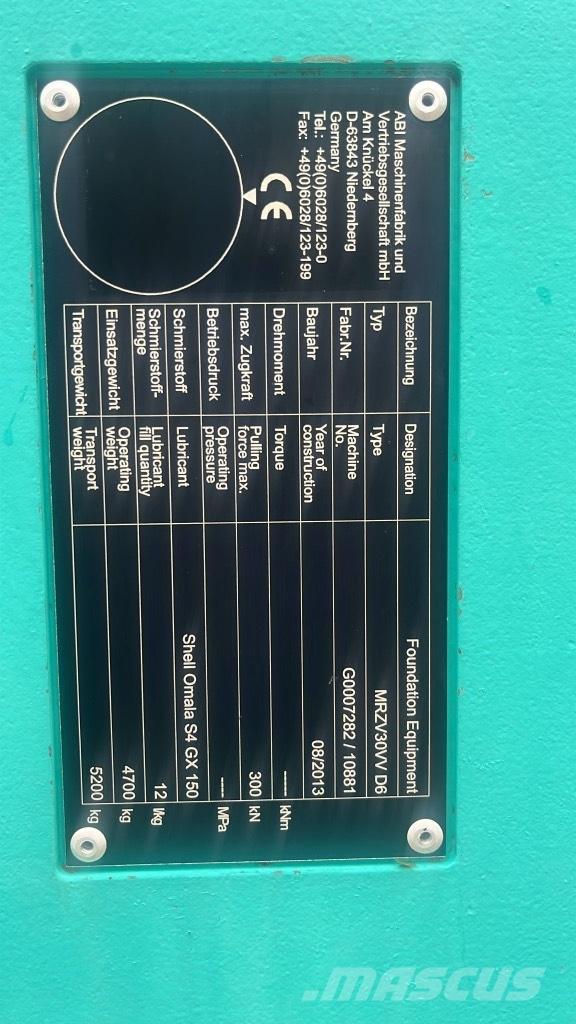 ABI Maschinenfabrik und
Vertriebsgesellschaft mbH
Am Knückel 4
D-63843 Niedernberg
Germany
Tel.: +49(0)6028/123-0
Fax: +49(0)6028/123-199
CE
Bezeichnung Designation Foundation Equipment
Typ Type MRZV30VV D6
Fabr.Nr. Machine No. G0007282 / 10881
Baujahr Year of construction 08/2013
Drehmoment Torque ---- kNm
max. Zugkraft Pulling force max. 300 kN
Betriebsdruck Operating pressure ---- MPa
Schmierstoff Lubricant Shell Omala S4 GX 150
Schmierstoff-menge Lubricant fill quantity 12 l/kg
Einsatzgewicht Operating weight 4700 kg
Transportgewicht Transport weight 5200 kg
MASCUS